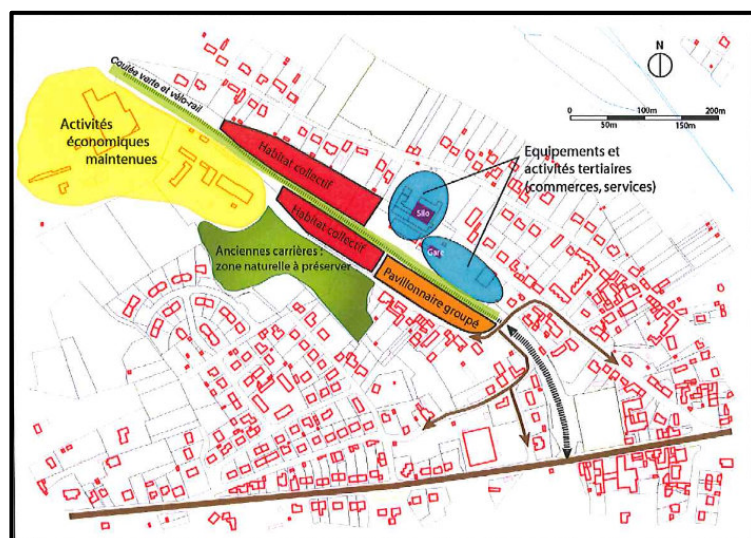 N
0
100m
200m
50m
150m
Coulée verte et vélo-rail
Activités
économiques
maintenues
Habitat collectif
Equipements et
activités tertiaires
(commerces, services)
Habitat collectif
Gare
Anciennes carrières :
zone naturelle à préserver
Pavillonnaire groupé